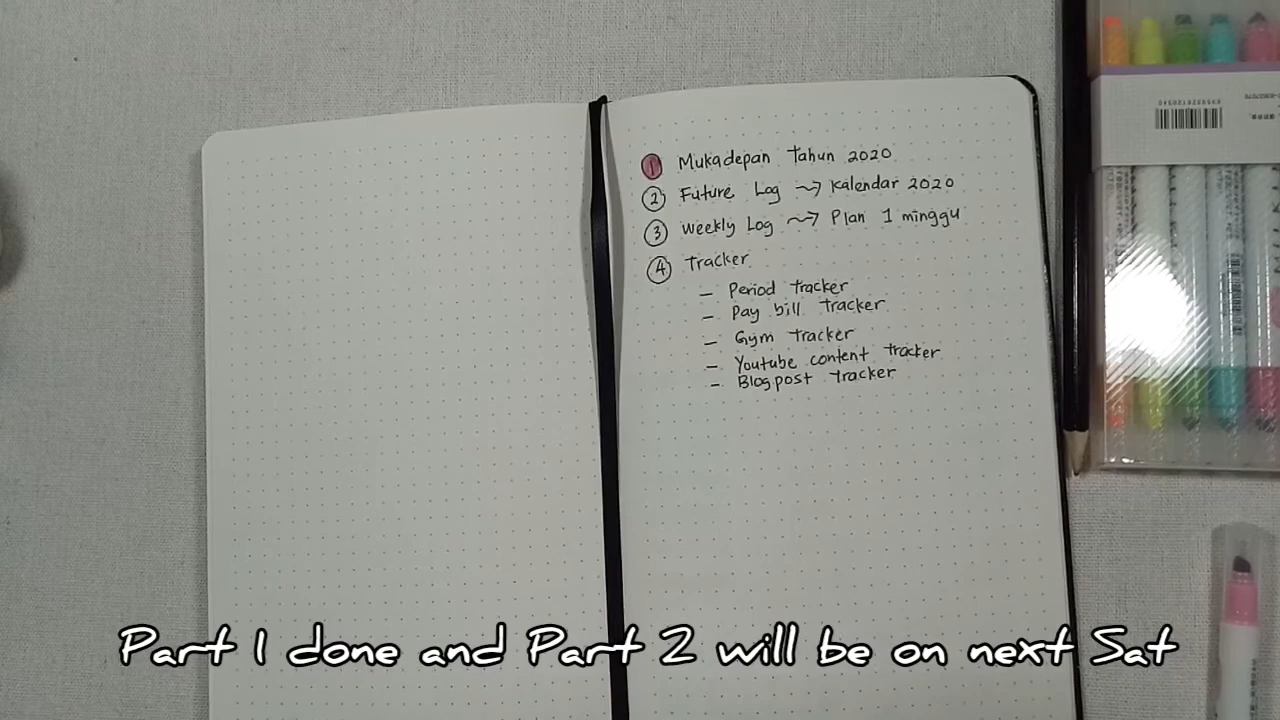 1 Mukadepan Tahun 2020
2 Future Log ⤳ Kalendar 2020
3 Weekly Log ⤳ Plan 1 minggu
4 Tracker
– Period tracker
– Pay bill tracker
– Gym tracker
– Youtube content tracker
– Blogpost tracker
Part 1 done and Part 2 will be on next Sat